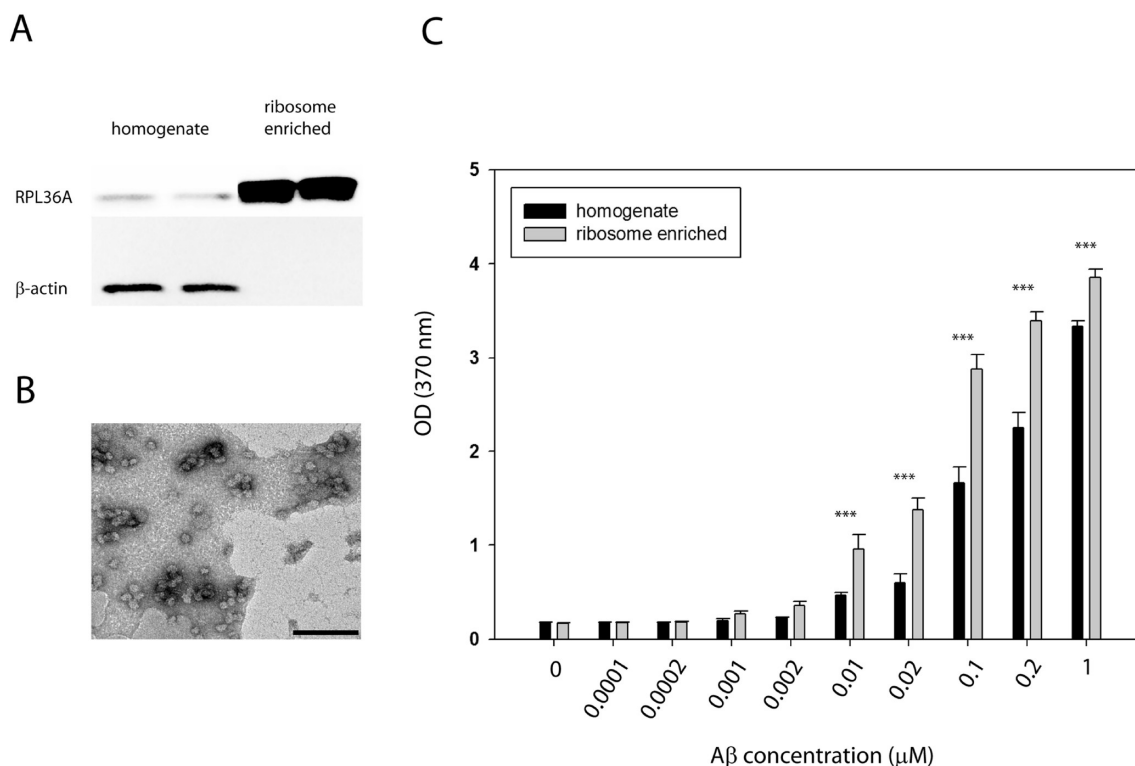 A
ribosome
homogenate enriched
RPL36A
β-actin
B
C
5
4
3
2
1
0
OD (370 nm)
homogenate
ribosome enriched
***
***
***
***
***
***
0 0.0001 0.0002 0.001 0.002 0.01 0.02 0.1 0.2 1
Aβ concentration (μM)